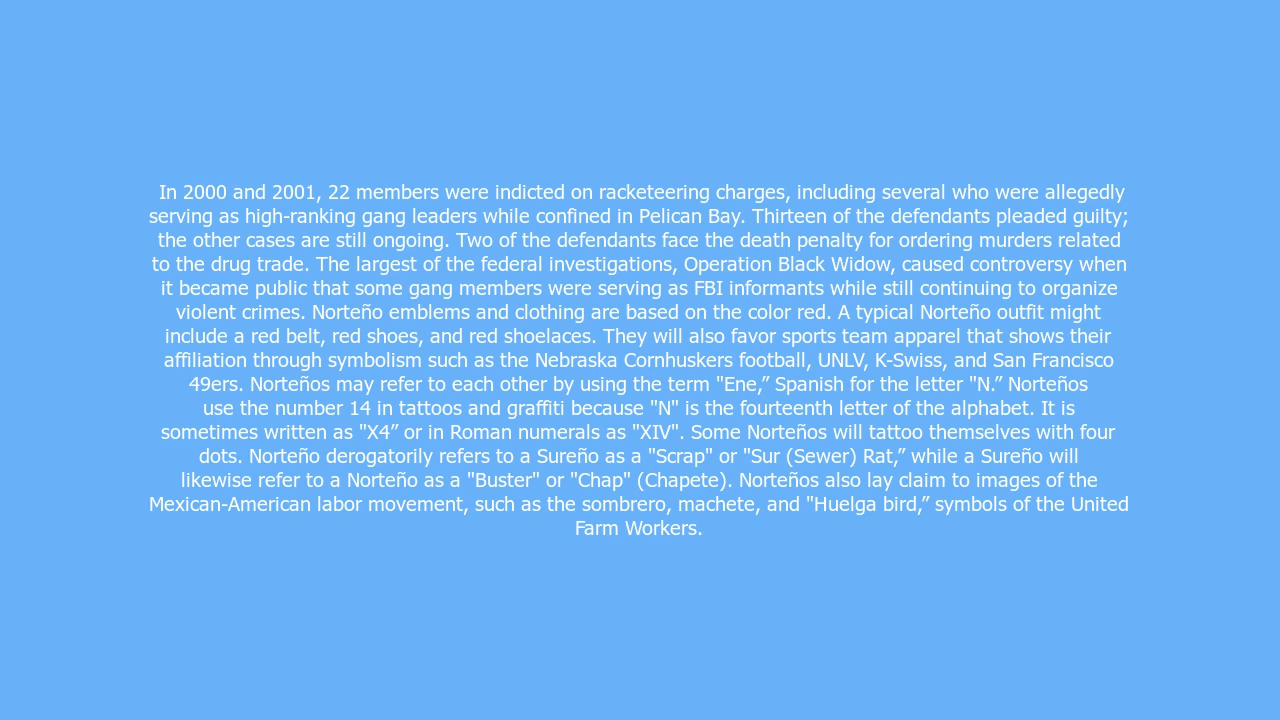 In 2000 and 2001, 22 members were indicted on racketeering charges, including several who were allegedly
serving as high-ranking gang leaders while confined in Pelican Bay. Thirteen of the defendants pleaded guilty;
the other cases are still ongoing. Two of the defendants face the death penalty for ordering murders related
to the drug trade. The largest of the federal investigations, Operation Black Widow, caused controversy when
it became public that some gang members were serving as FBI informants while still continuing to organize
violent crimes. Norteño emblems and clothing are based on the color red. A typical Norteño outfit might
include a red belt, red shoes, and red shoelaces. They will also favor sports team apparel that shows their
affiliation through symbolism such as the Nebraska Cornhuskers football, UNLV, K-Swiss, and San Francisco
49ers. Norteños may refer to each other by using the term "Ene,” Spanish for the letter "N.” Norteños
use the number 14 in tattoos and graffiti because "N" is the fourteenth letter of the alphabet. It is
sometimes written as "X4” or in Roman numerals as "XIV". Some Norteños will tattoo themselves with four
dots. Norteño derogatorily refers to a Sureño as a "Scrap" or "Sur (Sewer) Rat,” while a Sureño will
likewise refer to a Norteño as a "Buster" or "Chap" (Chapete). Norteños also lay claim to images of the
Mexican-American labor movement, such as the sombrero, machete, and "Huelga bird,” symbols of the United
Farm Workers.